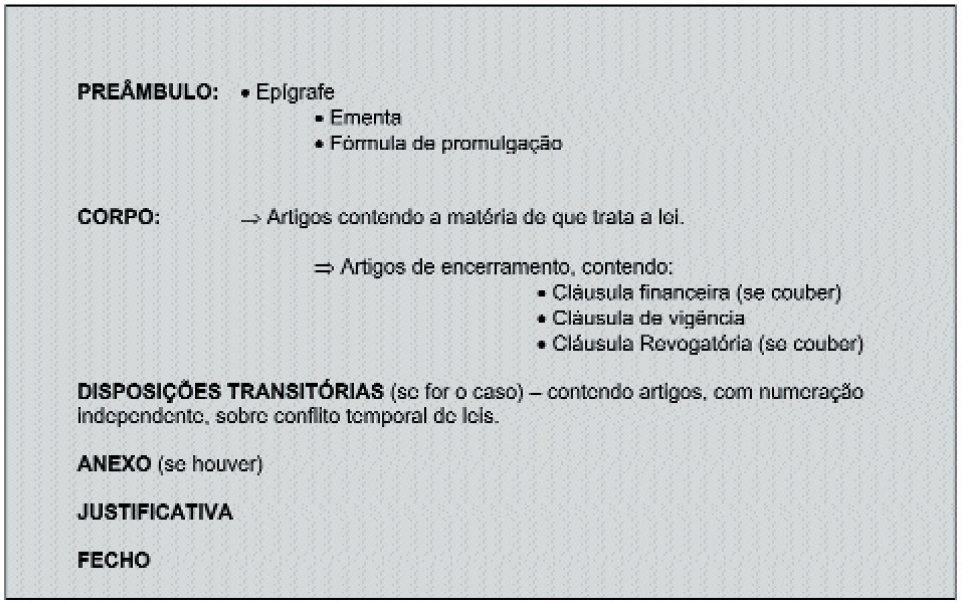 PREÂMBULO: • Epígrafe
• Ementa
• Fórmula de promulgação
CORPO: ⇒ Artigos contendo a matéria de que trata a lei.
⇒ Artigos de encerramento, contendo:
• Cláusula financeira (se couber)
• Cláusula de vigência
• Cláusula Revogatória (se couber)
DISPOSIÇÕES TRANSITÓRIAS (se for o caso) – contendo artigos, com numeração
independente, sobre conflito temporal de leis.
ANEXO (se houver)
JUSTIFICATIVA
FECHO